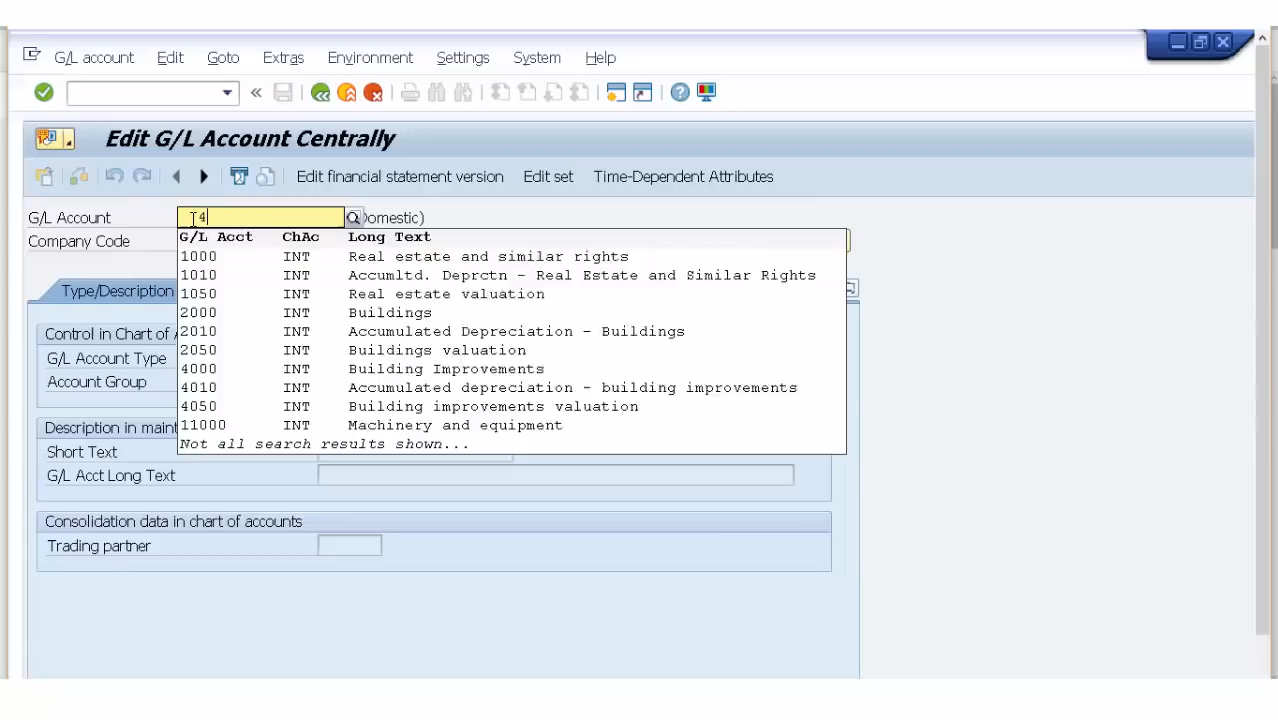 G/L account Edit Goto Extras Environment Settings System Help
Edit G/L Account Centrally
Edit financial statement version Edit set Time-Dependent Attributes
G/L Account 4 omestic)
Company Code
G/L Acct ChAc Long Text
1000 INT Real estate and similar rights
1010 INT Accumltd. Deprctn - Real Estate and Similar Rights
1050 INT Real estate valuation
2000 INT Buildings
2010 INT Accumulated Depreciation - Buildings
2050 INT Buildings valuation
4000 INT Building Improvements
4010 INT Accumulated depreciation - building improvements
4050 INT Building improvements valuation
11000 INT Machinery and equipment
Not all search results shown...
Type/Description
Control in Chart of A
G/L Account Type
Account Group
Description in maint
Short Text
G/L Acct Long Text
Consolidation data in chart of accounts
Trading partner